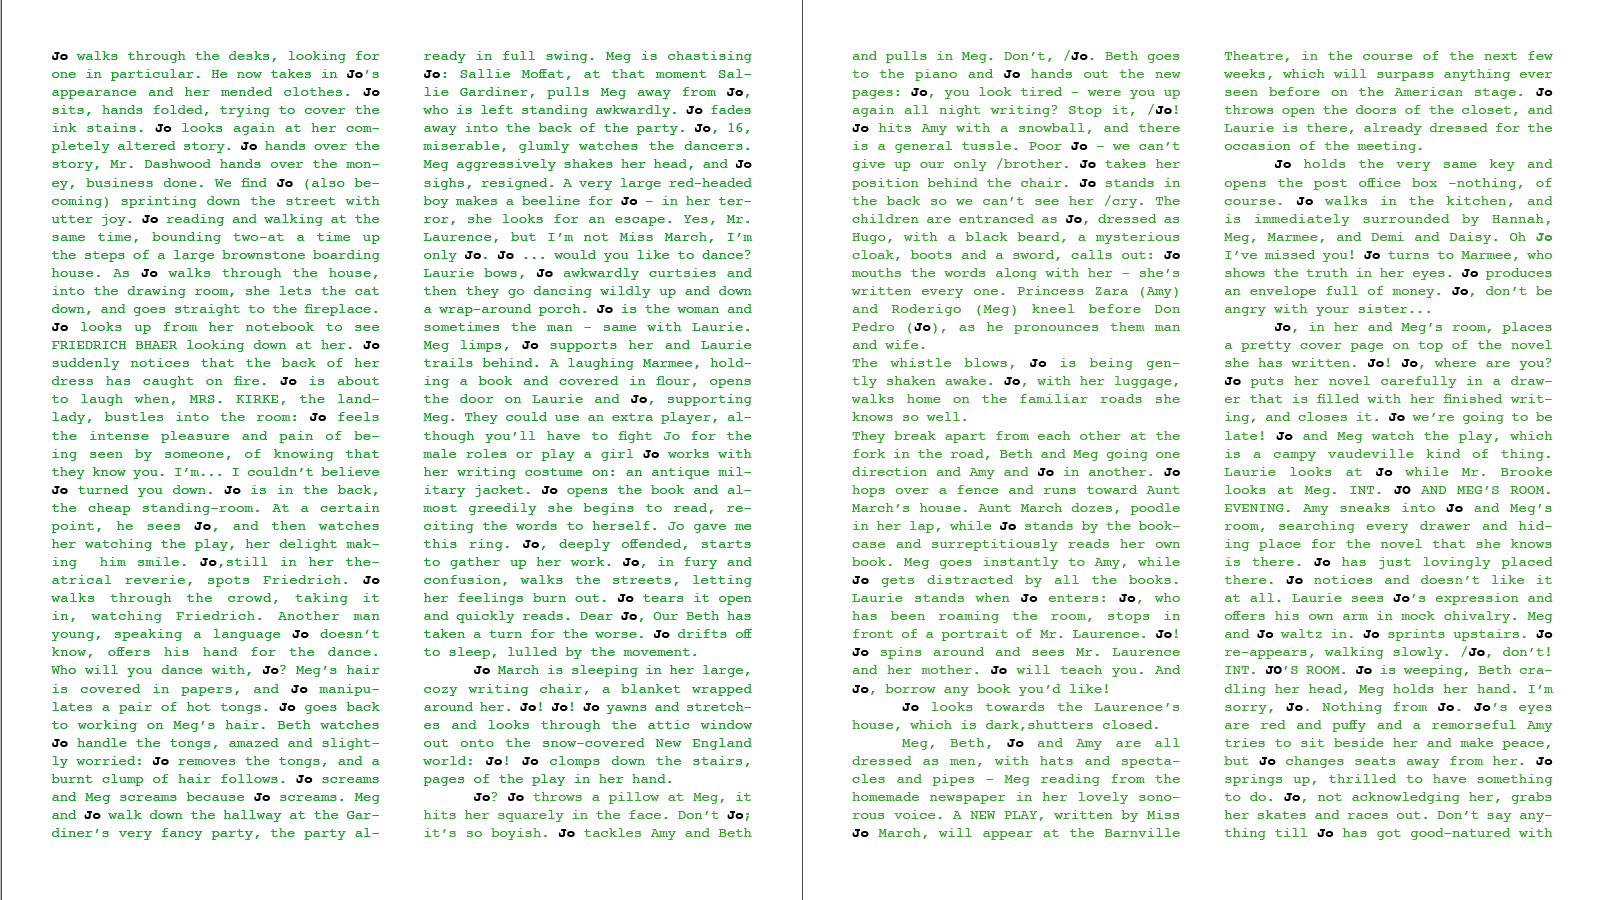 Jo walks through the desks, looking for
one in particular. He now takes in Jo's
appearance and her mended clothes. Jo
sits, hands folded, trying to cover the
ink stains. Jo looks again at her com-
pletely altered story. Jo hands over the
story, Mr. Dashwood hands over the mon-
ey, business done. We find Jo (also be-
coming) sprinting down the street with
utter joy. Jo reading and walking at the
same time, bounding two-at a time up
the steps of a large brownstone boarding
house. As Jo walks through the house,
into the drawing room, she lets the cat
down, and goes straight to the fireplace.
Jo looks up from her notebook to see
FRIEDRICH BHAER looking down at her. Jo
suddenly notices that the back of her
dress has caught on fire. Jo is about
to laugh when, MRS. KIRKE, the land-
lady, bustles into the room: Jo feels
the intense pleasure and pain of be-
ing seen by someone, of knowing that
they know you. I'm... I couldn't believe
Jo turned you down. Jo is in the back,
the cheap standing-room. At a certain
point, he sees Jo, and then watches
her watching the play, her delight mak-
ing him smile. Jo,still in her the-
atrical reverie, spots Friedrich. Jo
walks through the crowd, taking it
in, watching Friedrich. Another man
young, speaking a language Jo doesn't
know, offers his hand for the dance.
Who will you dance with, Jo? Meg's hair
is covered in papers, and Jo manipu-
lates a pair of hot tongs. Jo goes back
to working on Meg's hair. Beth watches
Jo handle the tongs, amazed and slight-
ly worried: Jo removes the tongs, and a
burnt clump of hair follows. Jo screams
and Meg screams because Jo screams. Meg
and Jo walk down the hallway at the Gar-
diner's very fancy party, the party al-
ready in full swing. Meg is chastising
Jo: Sallie Moffat, at that moment Sal-
lie Gardiner, pulls Meg away from Jo,
who is left standing awkwardly. Jo fades
away into the back of the party. Jo, 16,
miserable, glumly watches the dancers.
Meg aggressively shakes her head, and Jo
sighs, resigned. A very large red-headed
boy makes a beeline for Jo - in her ter-
ror, she looks for an escape. Yes, Mr.
Laurence, but I'm not Miss March, I'm
only Jo. Jo ... would you like to dance?
Laurie bows, Jo awkwardly curtsies and
then they go dancing wildly up and down
a wrap-around porch. Jo is the woman and
sometimes the man - same with Laurie.
Meg limps, Jo supports her and Laurie
trails behind. A laughing Marmee, hold-
ing a book and covered in flour, opens
the door on Laurie and Jo, supporting
Meg. They could use an extra player, al-
though you'll have to fight Jo for the
male roles or play a girl Jo works with
her writing costume on: an antique mil-
itary jacket. Jo opens the book and al-
most greedily she begins to read, re-
citing the words to herself. Jo gave me
this ring. Jo, deeply offended, starts
to gather up her work. Jo, in fury and
confusion, walks the streets, letting
her feelings burn out. Jo tears it open
and quickly reads. Dear Jo, Our Beth has
taken a turn for the worse. Jo drifts off
to sleep, lulled by the movement.
Jo March is sleeping in her large,
cozy writing chair, a blanket wrapped
around her. Jo! Jo! Jo yawns and stretch-
es and looks through the attic window
out onto the snow-covered New England
world: Jo! Jo clomps down the stairs,
pages of the play in her hand.
Jo? Jo throws a pillow at Meg, it
hits her squarely in the face. Don't Jo;
it's so boyish. Jo tackles Amy and Beth
and pulls in Meg. Don't, /Jo. Beth goes
to the piano and Jo hands out the new
pages: Jo, you look tired - were you up
again all night writing? Stop it, /Jo!
Jo hits Amy with a snowball, and there
is a general tussle. Poor Jo - we can't
give up our only /brother. Jo takes her
position behind the chair. Jo stands in
the back so we can't see her /cry. The
children are entranced as Jo, dressed as
Hugo, with a black beard, a mysterious
cloak, boots and a sword, calls out: Jo
mouths the words along with her - she's
written every one. Princess Zara (Amy)
and Roderigo (Meg) kneel before Don
Pedro (Jo), as he pronounces them man
and wife.
The whistle blows, Jo is being gen-
tly shaken awake. Jo, with her luggage,
walks home on the familiar roads she
knows so well.
They break apart from each other at the
fork in the road, Beth and Meg going one
direction and Amy and Jo in another. Jo
hops over a fence and runs toward Aunt
March's house. Aunt March dozes, poodle
in her lap, while Jo stands by the book-
case and surreptitiously reads her own
book. Meg goes instantly to Amy, while
Jo gets distracted by all the books.
Laurie stands when Jo enters: Jo, who
has been roaming the room, stops in
front of a portrait of Mr. Laurence. Jo!
Jo spins around and sees Mr. Laurence
and her mother. Jo will teach you. And
Jo, borrow any book you'd like!
Jo looks towards the Laurence's
house, which is dark,shutters closed.
Meg, Beth, Jo and Amy are all
dressed as men, with hats and specta-
cles and pipes - Meg reading from the
homemade newspaper in her lovely sono-
rous voice. A NEW PLAY, written by Miss
Jo March, will appear at the Barnville
Theatre, in the course of the next few
weeks, which will surpass anything ever
seen before on the American stage. Jo
throws open the doors of the closet, and
Laurie is there, already dressed for the
occasion of the meeting.
Jo holds the very same key and
opens the post office box -nothing, of
course. Jo walks in the kitchen, and
is immediately surrounded by Hannah,
Meg, Marmee, and Demi and Daisy. Oh Jo
I've missed you! Jo turns to Marmee, who
shows the truth in her eyes. Jo produces
an envelope full of money. Jo, don't be
angry with your sister...
Jo, in her and Meg's room, places
a pretty cover page on top of the novel
she has written. Jo! Jo, where are you?
Jo puts her novel carefully in a draw-
er that is filled with her finished writ-
ing, and closes it. Jo we're going to be
late! Jo and Meg watch the play, which
is a campy vaudeville kind of thing.
Laurie looks at Jo while Mr. Brooke
looks at Meg. INT. JO AND MEG'S ROOM.
EVENING. Amy sneaks into Jo and Meg's
room, searching every drawer and hid-
ing place for the novel that she knows
is there. Jo has just lovingly placed
there. Jo notices and doesn't like it
at all. Laurie sees Jo's expression and
offers his own arm in mock chivalry. Meg
and Jo waltz in. Jo sprints upstairs. Jo
re-appears, walking slowly. /Jo, don't!
INT. JO'S ROOM. Jo is weeping, Beth cra-
dling her head, Meg holds her hand. I'm
sorry, Jo. Nothing from Jo. Jo's eyes
are red and puffy and a remorseful Amy
tries to sit beside her and make peace,
but Jo changes seats away from her. Jo
springs up, thrilled to have something
to do. Jo, not acknowledging her, grabs
her skates and races out. Don't say any-
thing till Jo has got good-natured with